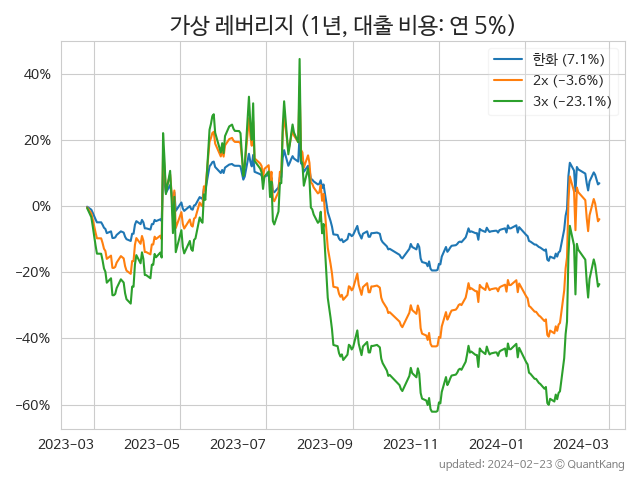 가상 레버리지 (1년, 대출 비용: 연 5%)
한화 (7.1%)
2x (−3.6%)
3x (−23.1%)
40%
20%
0%
−20%
−40%
−60%
2023-03 2023-05 2023-07 2023-09 2023-11 2024-01 2024-03
updated: 2024-02-23 © QuantKang